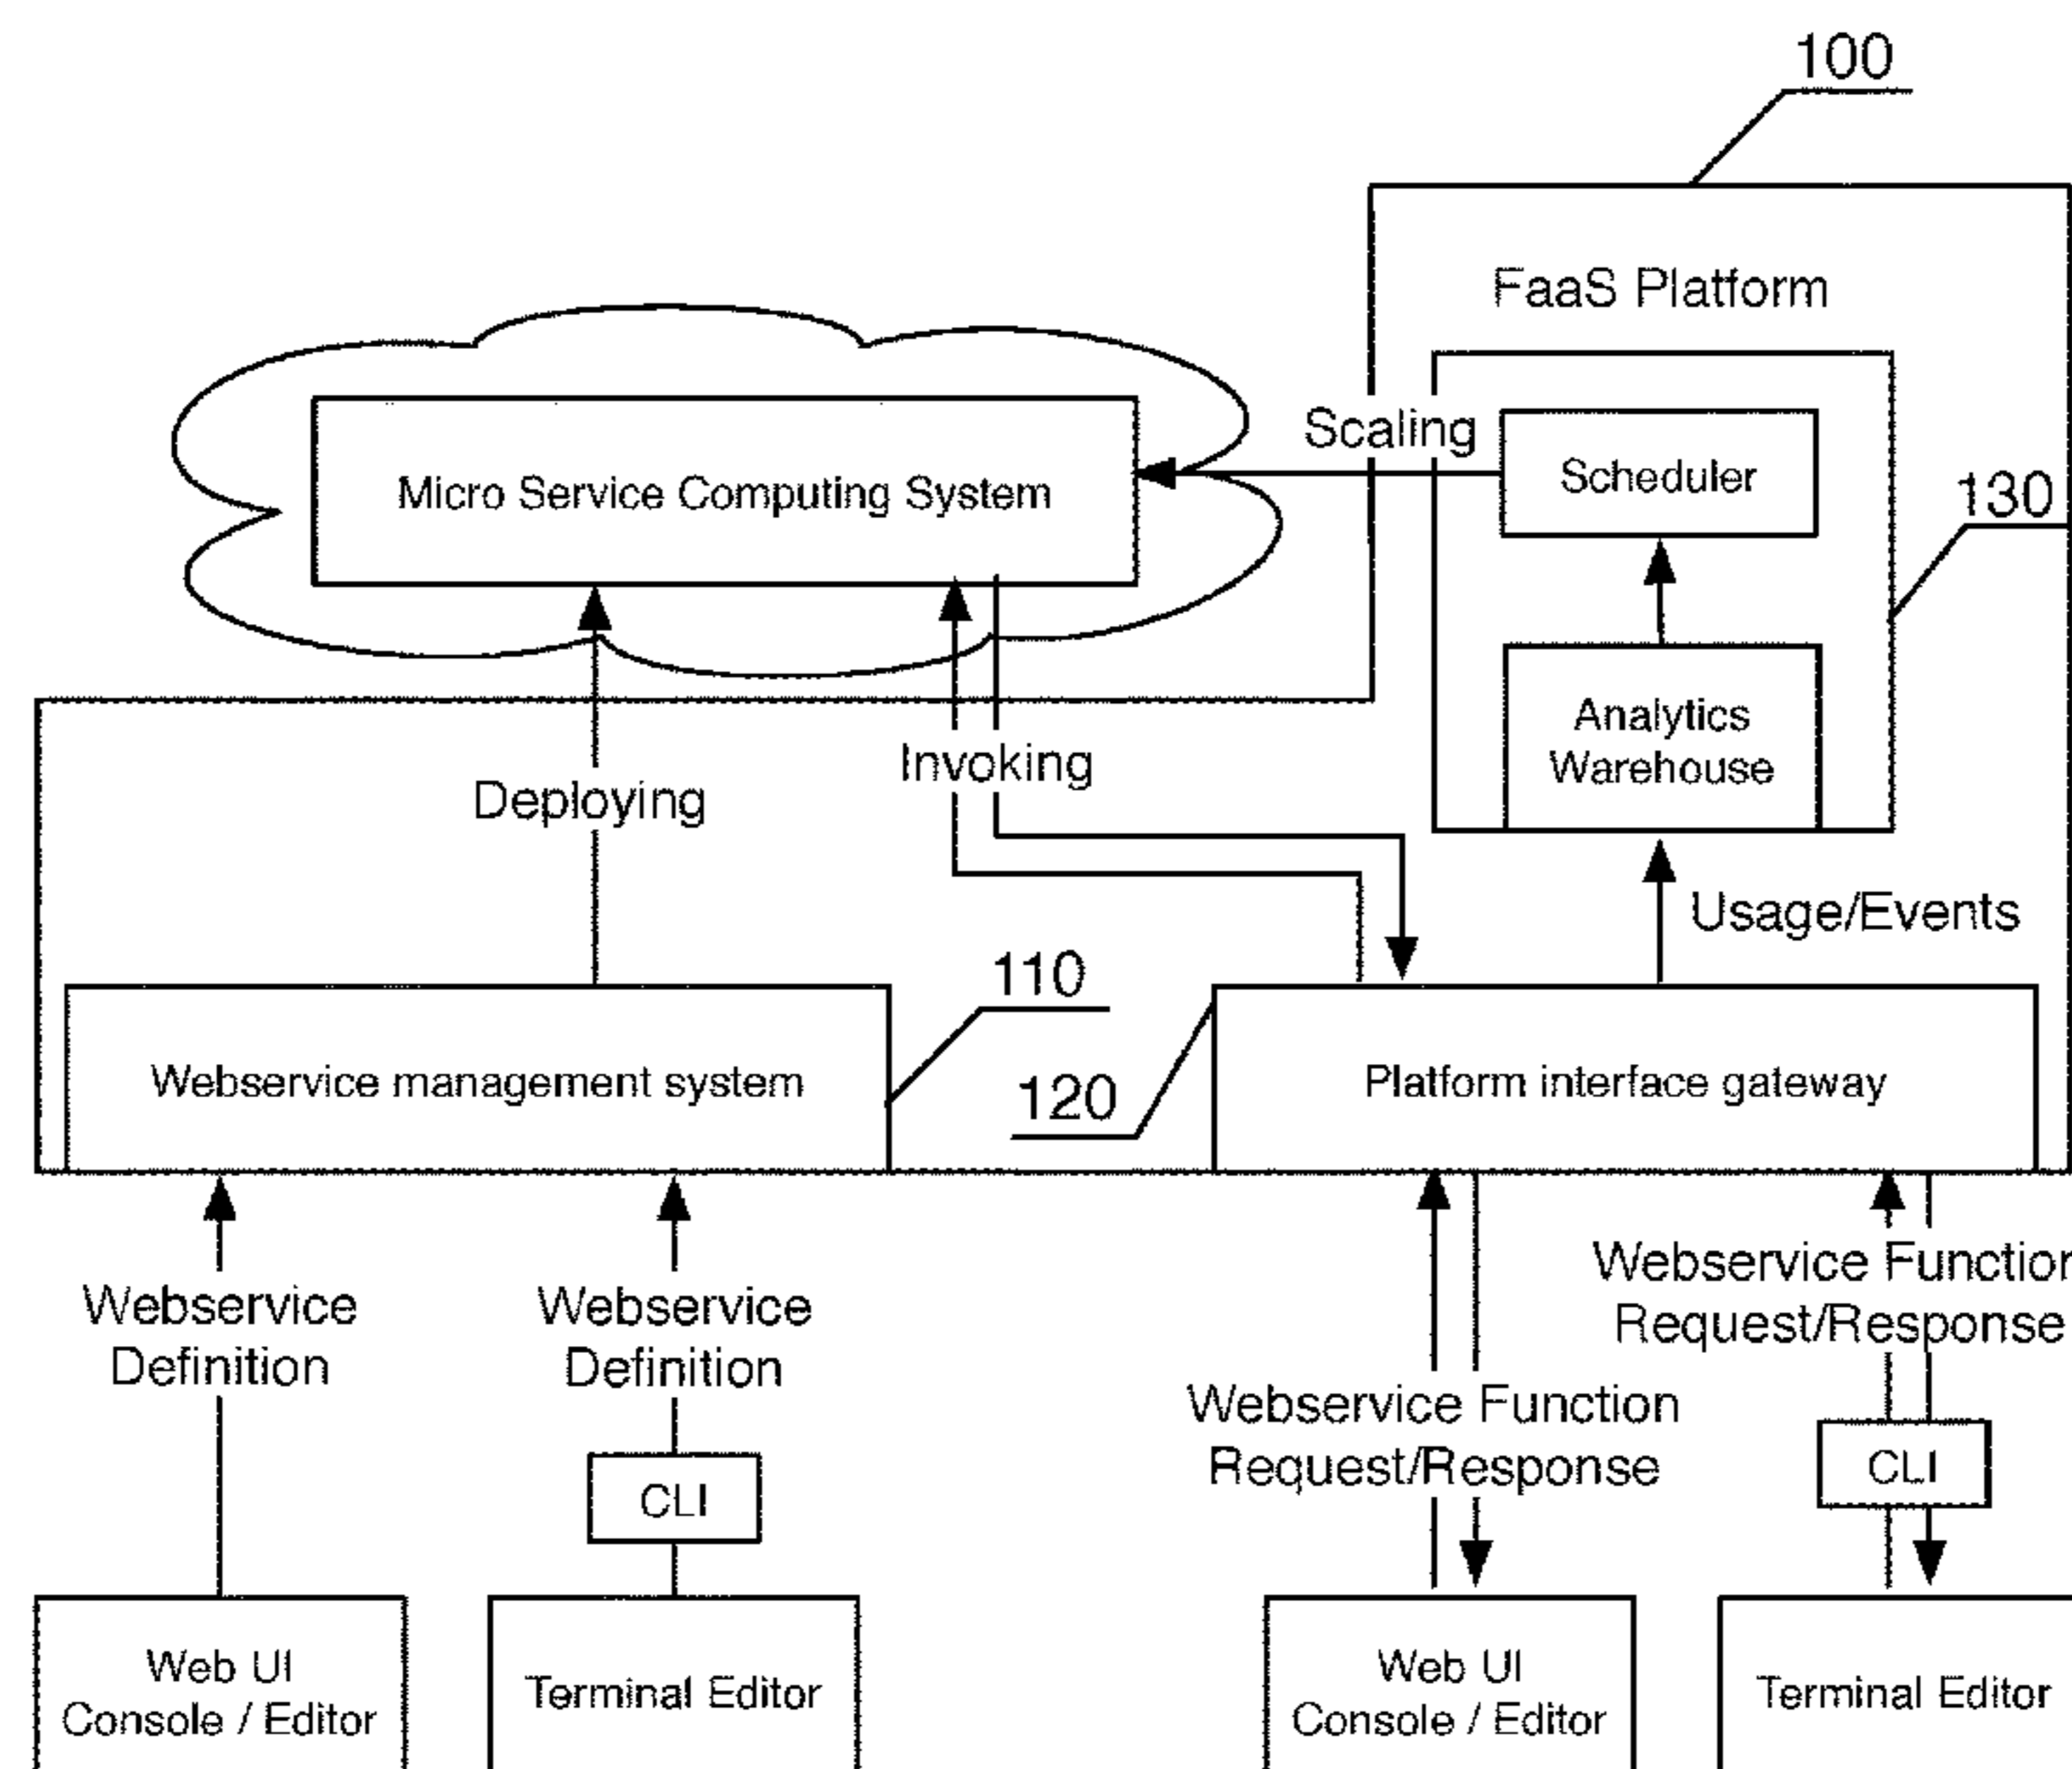 100
FaaS Platform
Scaling
Scheduler
Micro Service Computing System
130
Analytics
Warehouse
Invoking
Deploying
Usage/Events
110
Webservice management system
120
Platform interface gateway
Webservice
Definition
Webservice
Definition
Webservice Function
Request/Response
Webservice Function
Request/Response
CLI
CLI
Web UI
Console / Editor
Terminal Editor
Web UI
Console / Editor
Terminal Editor